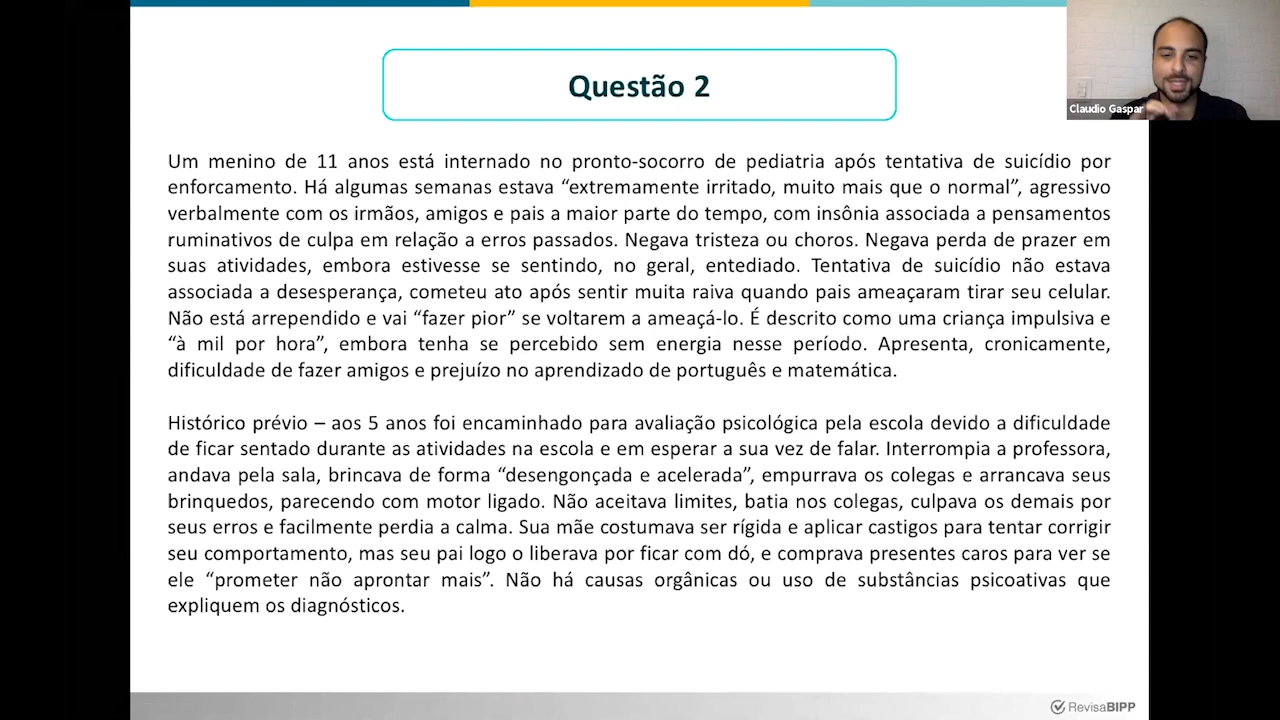 Questão 2
Claudio Gaspar
Um menino de 11 anos está internado no pronto-socorro de pediatria após tentativa de suicídio por
enforcamento. Há algumas semanas estava “extremamente irritado, muito mais que o normal”, agressivo
verbalmente com os irmãos, amigos e pais a maior parte do tempo, com insônia associada a pensamentos
ruminativos de culpa em relação a erros passados. Negava tristeza ou choros. Negava perda de prazer em
suas atividades, embora estivesse se sentindo, no geral, entediado. Tentativa de suicídio não estava
associada a desesperança, cometeu ato após sentir muita raiva quando pais ameaçaram tirar seu celular.
Não está arrependido e vai “fazer pior” se voltarem a ameaçá-lo. É descrito como uma criança impulsiva e
“à mil por hora”, embora tenha se percebido sem energia nesse período. Apresenta, cronicamente,
dificuldade de fazer amigos e prejuízo no aprendizado de português e matemática.
Histórico prévio – aos 5 anos foi encaminhado para avaliação psicológica pela escola devido a dificuldade
de ficar sentado durante as atividades na escola e em esperar a sua vez de falar. Interrompia a professora,
andava pela sala, brincava de forma “desengonçada e acelerada”, empurrava os colegas e arrancava seus
brinquedos, parecendo com motor ligado. Não aceitava limites, batia nos colegas, culpava os demais por
seus erros e facilmente perdia a calma. Sua mãe costumava ser rígida e aplicar castigos para tentar corrigir
seu comportamento, mas seu pai logo o liberava por ficar com dó, e comprava presentes caros para ver se
ele “prometer não aprontar mais”. Não há causas orgânicas ou uso de substâncias psicoativas que
expliquem os diagnósticos.
RevisaBIPP